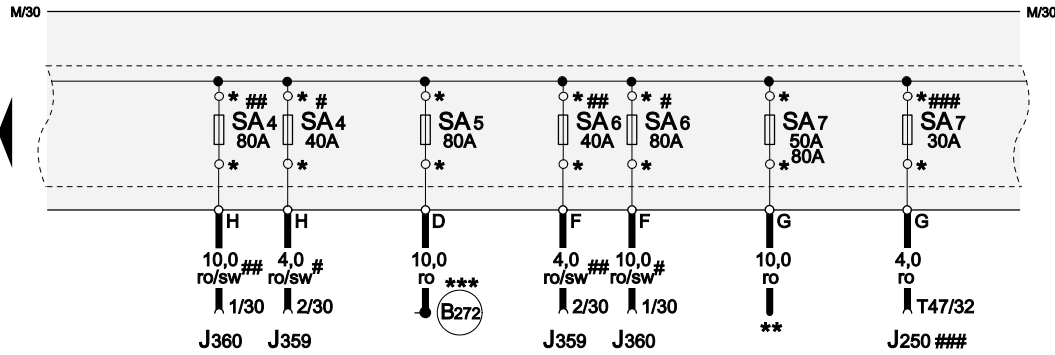 M/30 M/30
* ## * # * * ## * # * * ###
SA4 SA4 SA5 SA6 SA6 SA7 SA7
80A 40A 80A 40A 80A 50A 30A
80A
* * * * * * *
H H D F F G G
10,0 4,0 10,0 4,0 10,0 10,0 4,0
ro/sw## ro/sw# ro ro/sw## ro/sw# ro ro
***
1/30 2/30 B272 2/30 1/30 T47/32
**
J360 J359 J359 J360 J250 ###